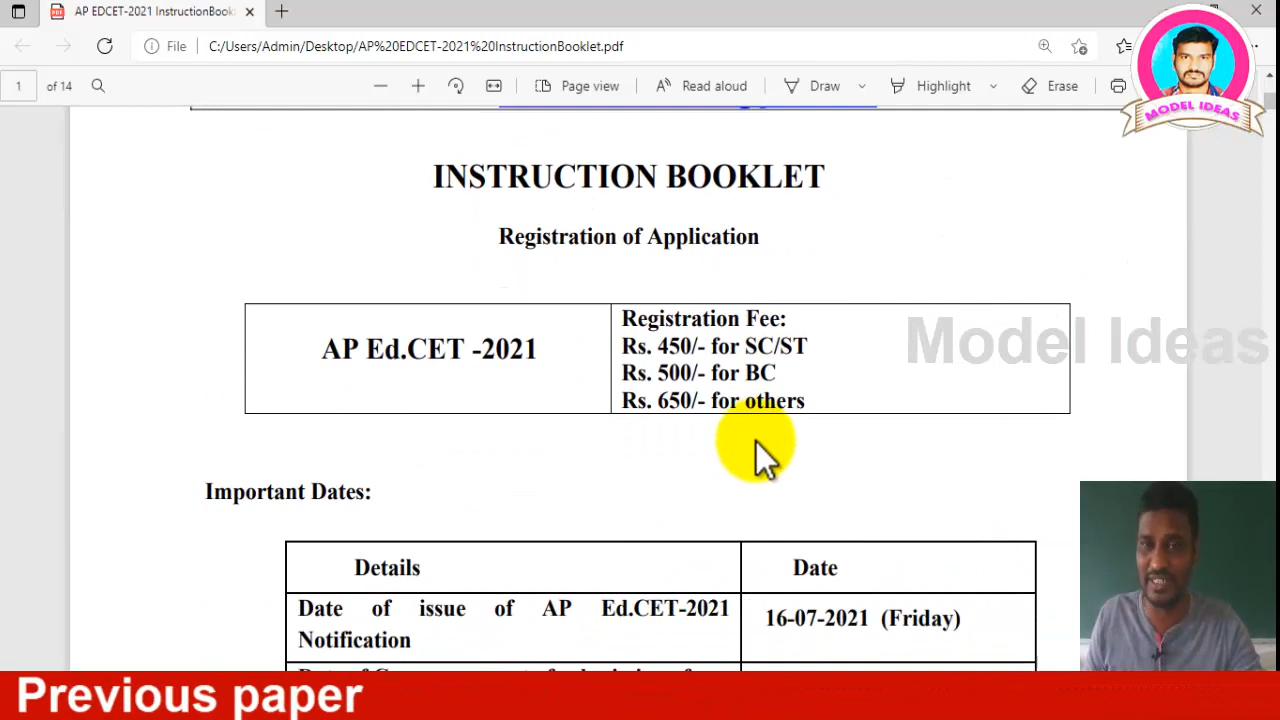 AP EDCET-2021 InstructionBook
File C:/Users/Admin/Desktop/AP%20EDCET-2021%20InstructionBooklet.pdf
1 of 14 Page view Read aloud Draw Highlight Erase
MODEL IDEAS
INSTRUCTION BOOKLET
Registration of Application
AP Ed.CET -2021
Registration Fee:
Rs. 450/- for SC/ST
Rs. 500/- for BC
Rs. 650/- for others
Model Ideas
Important Dates:
Details Date
Date of issue of AP Ed.CET-2021
Notification
16-07-2021 (Friday)
Previous paper